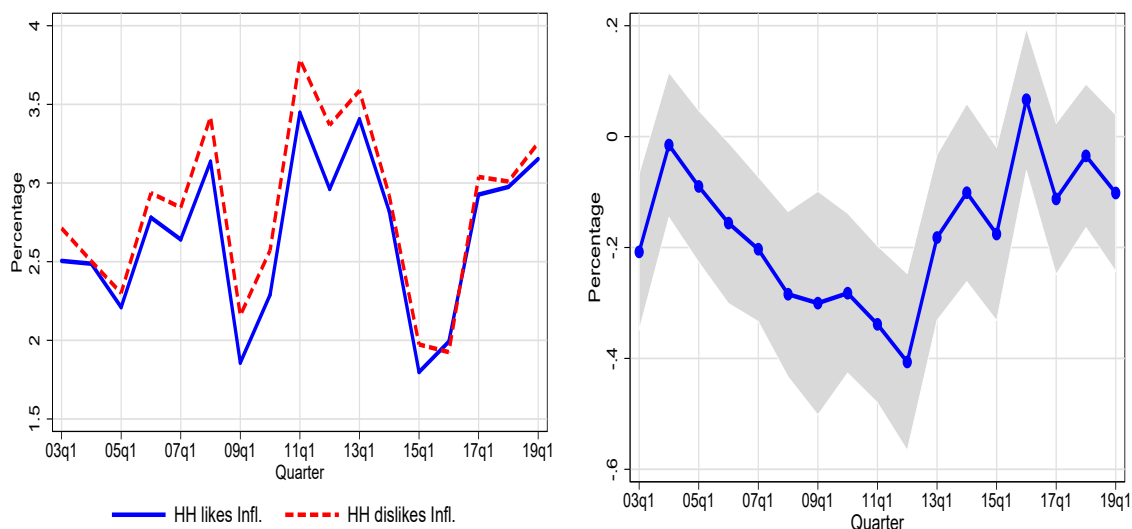 Percentage
4
3.5
3
2.5
2
1.5
03q1 05q1 07q1 09q1 11q1 13q1 15q1 17q1 19q1
Quarter
HH likes Infl. HH dislikes Infl.
Percentage
.2
0
-.2
-.4
-.6
03q1 05q1 07q1 09q1 11q1 13q1 15q1 17q1 19q1
Quarter